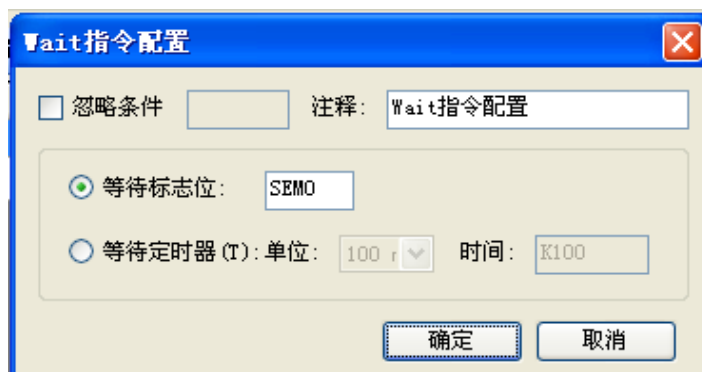 Wait指令配置
忽略条件 注释: Wait指令配置
等待标志位: SEM0
等待定时器(T):单位: 100 r 时间: K100
确定 取消